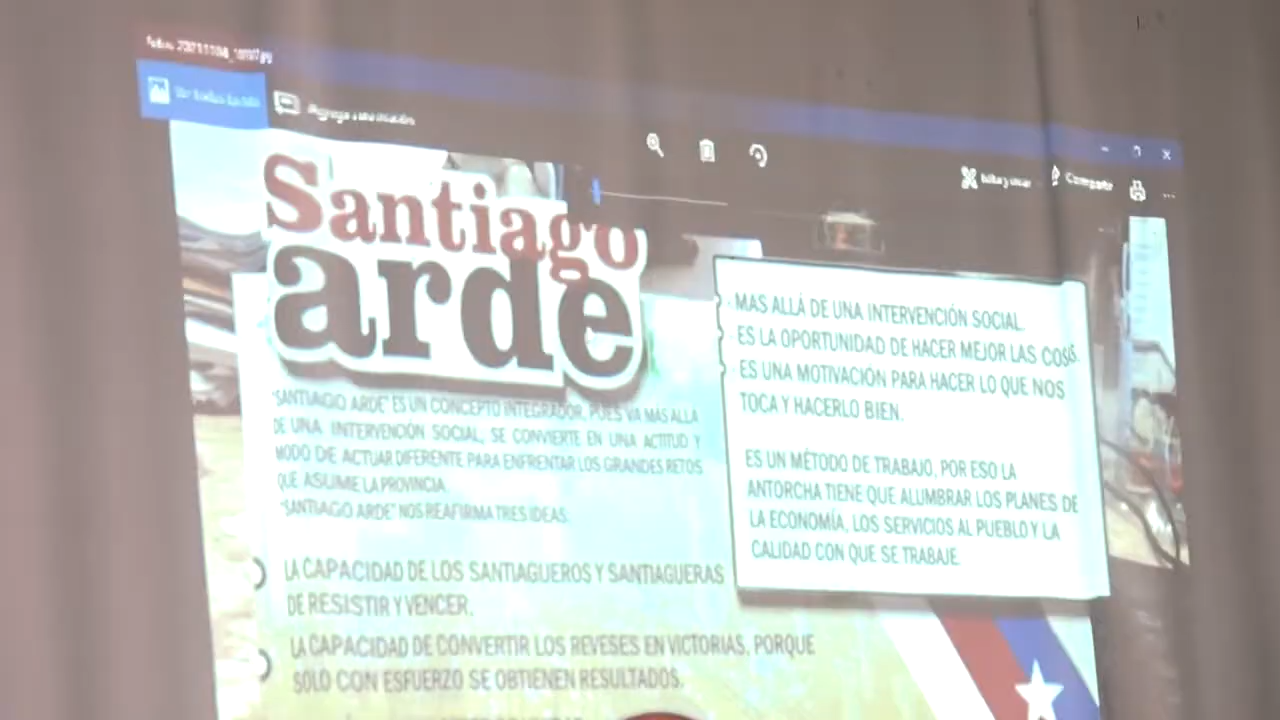 Santiago
arde
"SANTIAGO ARDE" ES UN CONCEPTO INTEGRADOR, PUES VA MAS ALLA
DE UNA INTERVENCIÓN SOCIAL, SE CONVIERTE EN UNA ACTITUD Y
MODO DE ACTUAR DIFERENTE PARA ENFRENTAR LOS GRANDES RETOS
QUE ASUME LA PROVINCIA.
"SANTIAGO ARDE" NOS REAFIRMA TRES IDEAS:
LA CAPACIDAD DE LOS SANTIAGUEROS Y SANTIAGUERAS
DE RESISTIR Y VENCER.
LA CAPACIDAD DE CONVERTIR LOS REVESES EN VICTORIAS, PORQUE
SOLO CON ESFUERZO SE OBTIENEN RESULTADOS.
Compartir
MAS ALLÁ DE UNA INTERVENCIÓN SOCIAL.
ES LA OPORTUNIDAD DE HACER MEJOR LAS COSAS.
ES UNA MOTIVACIÓN PARA HACER LO QUE NOS
TOCA Y HACERLO BIEN.
ES UN MÉTODO DE TRABAJO, POR ESO LA
ANTORCHA TIENE QUE ALUMBRAR LOS PLANES DE
LA ECONOMÍA, LOS SERVICIOS AL PUEBLO Y LA
CALIDAD CON QUE SE TRABAJE.